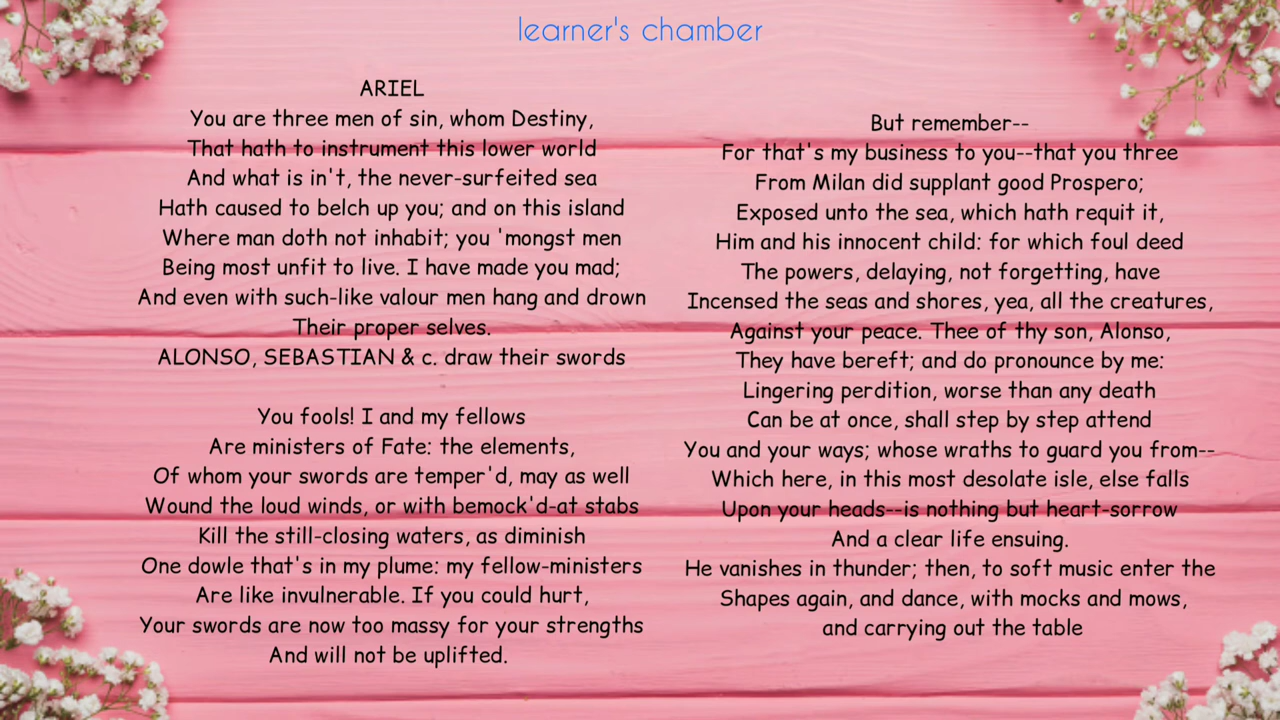 learner's chamber
ARIEL
You are three men of sin, whom Destiny,
That hath to instrument this lower world
And what is in't, the never-surfeited sea
Hath caused to belch up you; and on this island
Where man doth not inhabit; you 'mongst men
Being most unfit to live. I have made you mad;
And even with such-like valour men hang and drown
Their proper selves.
ALONSO, SEBASTIAN & c. draw their swords
You fools! I and my fellows
Are ministers of Fate: the elements,
Of whom your swords are temper'd, may as well
Wound the loud winds, or with bemock'd-at stabs
Kill the still-closing waters, as diminish
One dowle that's in my plume: my fellow-ministers
Are like invulnerable. If you could hurt,
Your swords are now too massy for your strengths
And will not be uplifted.
But remember--
For that's my business to you--that you three
From Milan did supplant good Prospero;
Exposed unto the sea, which hath requit it,
Him and his innocent child: for which foul deed
The powers, delaying, not forgetting, have
Incensed the seas and shores, yea, all the creatures,
Against your peace. Thee of thy son, Alonso,
They have bereft; and do pronounce by me:
Lingering perdition, worse than any death
Can be at once, shall step by step attend
You and your ways; whose wraths to guard you from--
Which here, in this most desolate isle, else falls
Upon your heads--is nothing but heart-sorrow
And a clear life ensuing.
He vanishes in thunder; then, to soft music enter the
Shapes again, and dance, with mocks and mows,
and carrying out the table